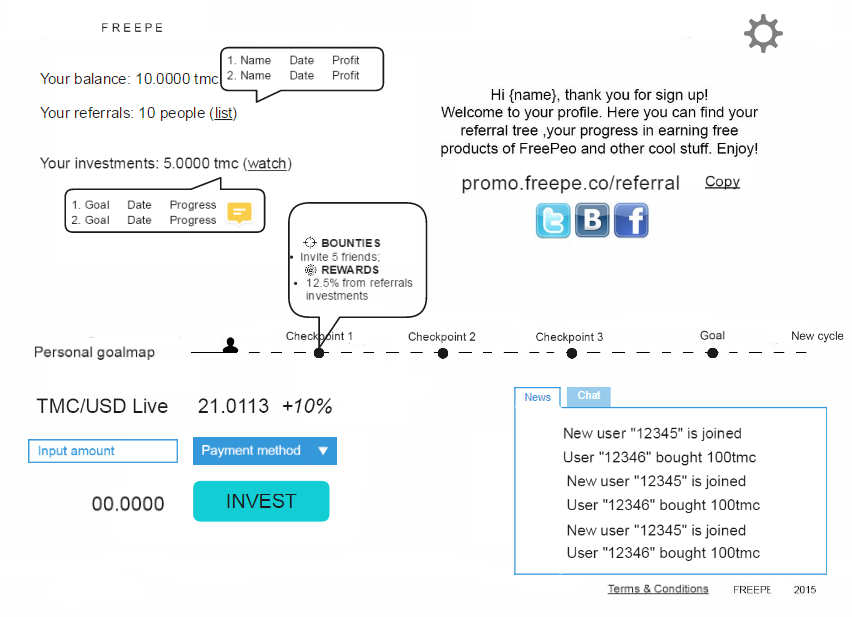 FREEPE
1. Name Date Profit
2. Name Date Profit
Your balance: 10.0000 tmc
Your referrals: 10 people (list)
Your investments: 5.0000 tmc (watch)
1. Goal Date Progress
2. Goal Date Progress
Hi {name}, thank you for sign up!
Welcome to your profile. Here you can find your
referral tree ,your progress in earning free
products of FreePeo and other cool stuff. Enjoy!
promo.freepe.co/referral Copy
t B f
BOUNTIES
• Invite 5 friends;
REWARDS
• 12.5% from referrals
investments
Personal goalmap
Checkpoint 1 Checkpoint 2 Checkpoint 3 Goal New cycle
TMC/USD Live 21.0113 +10%
Input amount Payment method ▼
00.0000 INVEST
News Chat
New user "12345" is joined
User "12346" bought 100tmc
New user "12345" is joined
User "12346" bought 100tmc
New user "12345" is joined
User "12346" bought 100tmc
Terms & Conditions FREEPE 2015